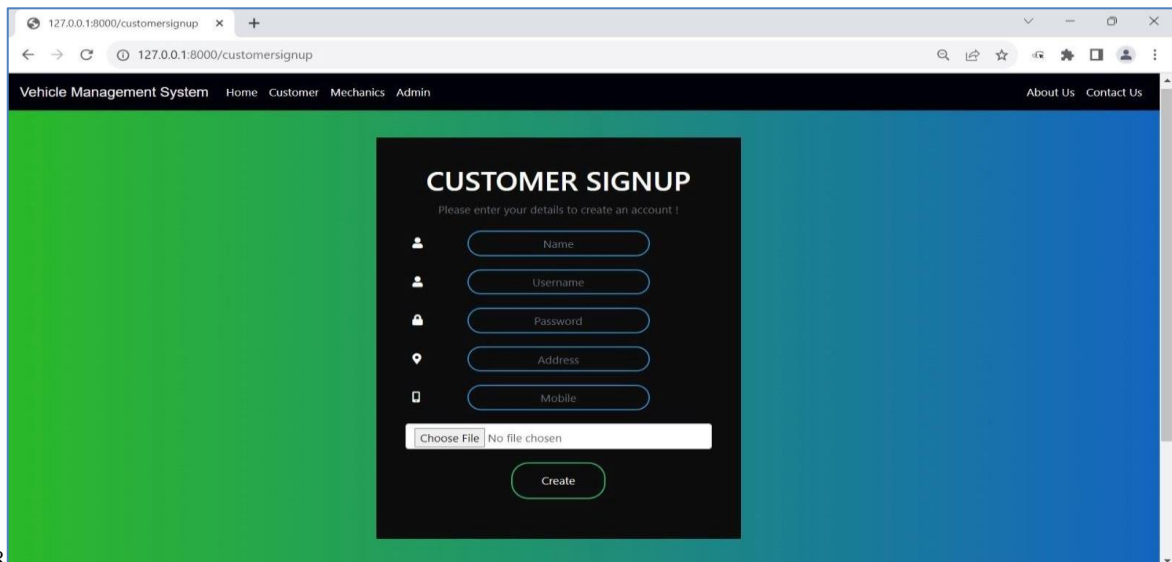 127.0.0.1:8000/customersignup
127.0.0.1:8000/customersignup
Vehicle Management System Home Customer Mechanics Admin About Us Contact Us
CUSTOMER SIGNUP
Please enter your details to create an account !
Name
Username
Password
Address
Mobile
Choose File No file chosen
Create